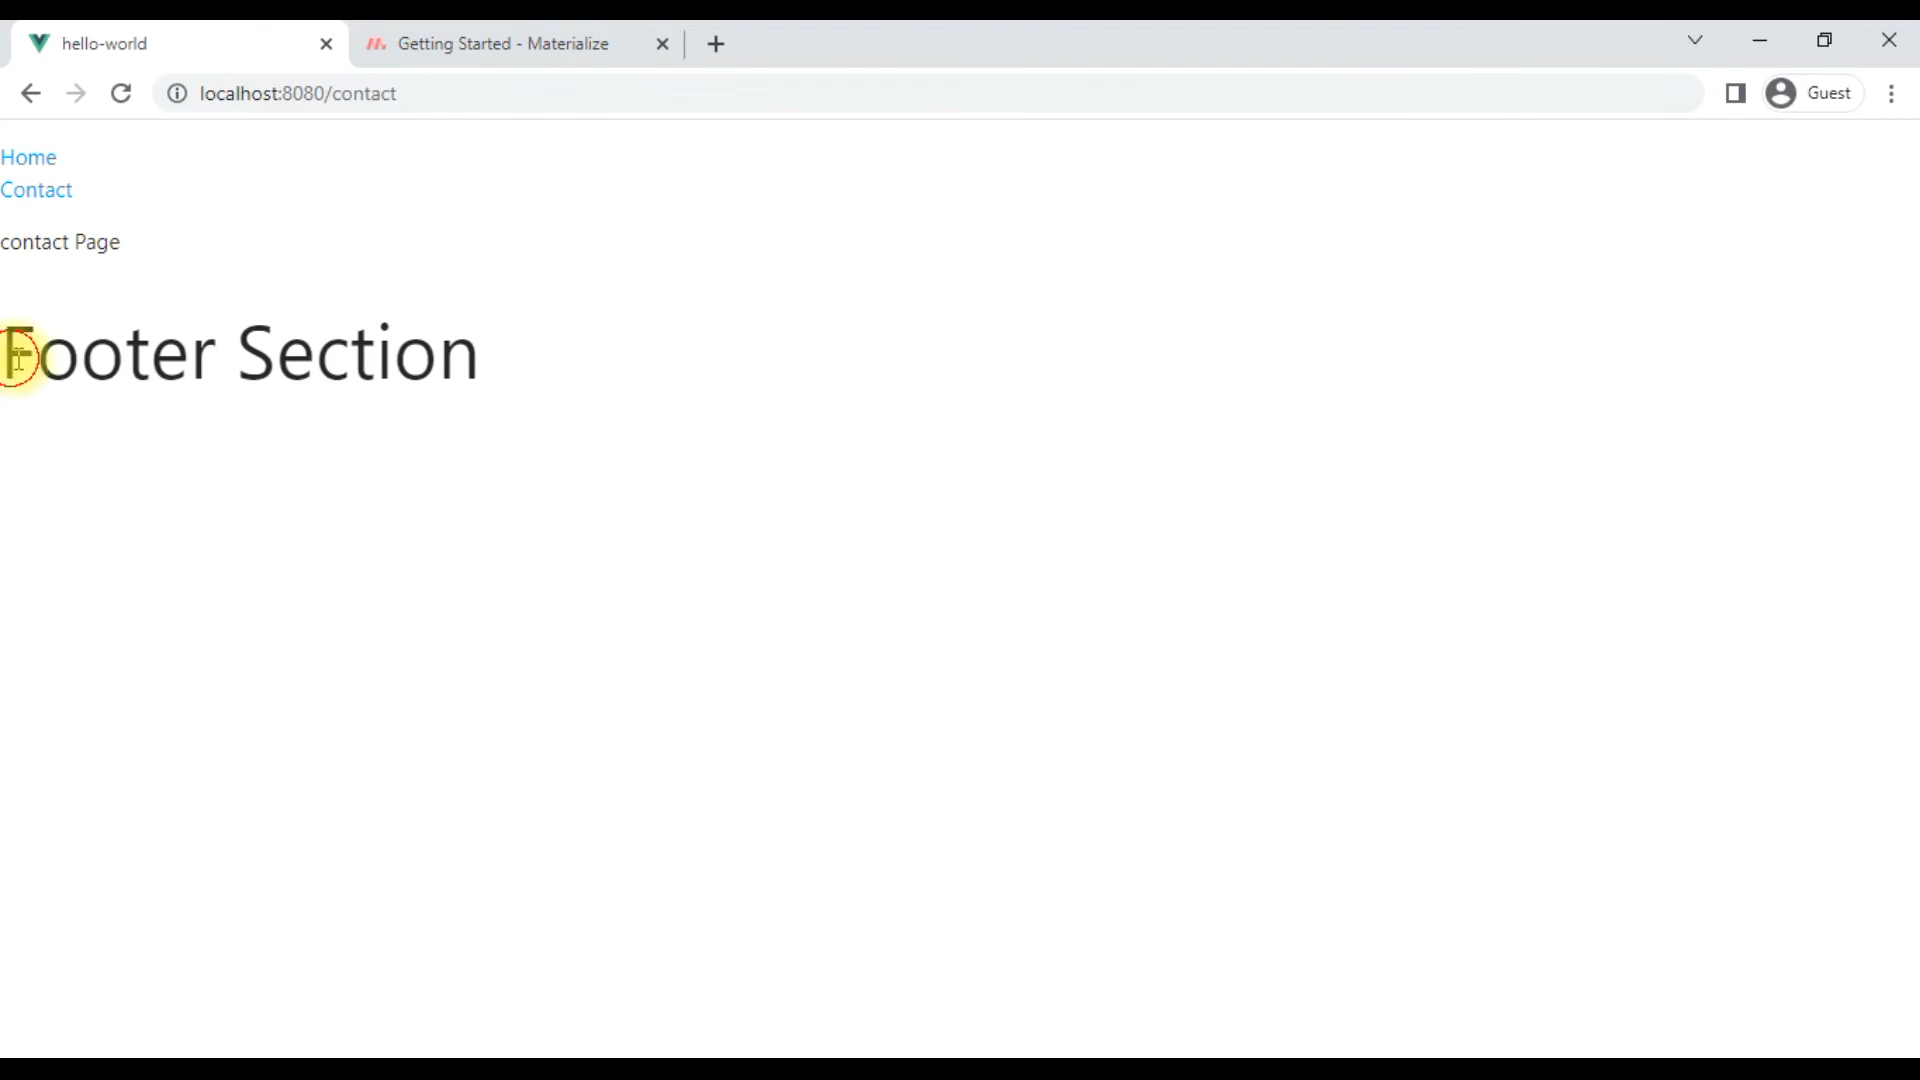 hello-world
Getting Started - Materialize
localhost:8080/contact
Guest
Home
Contact
contact Page
Footer Section